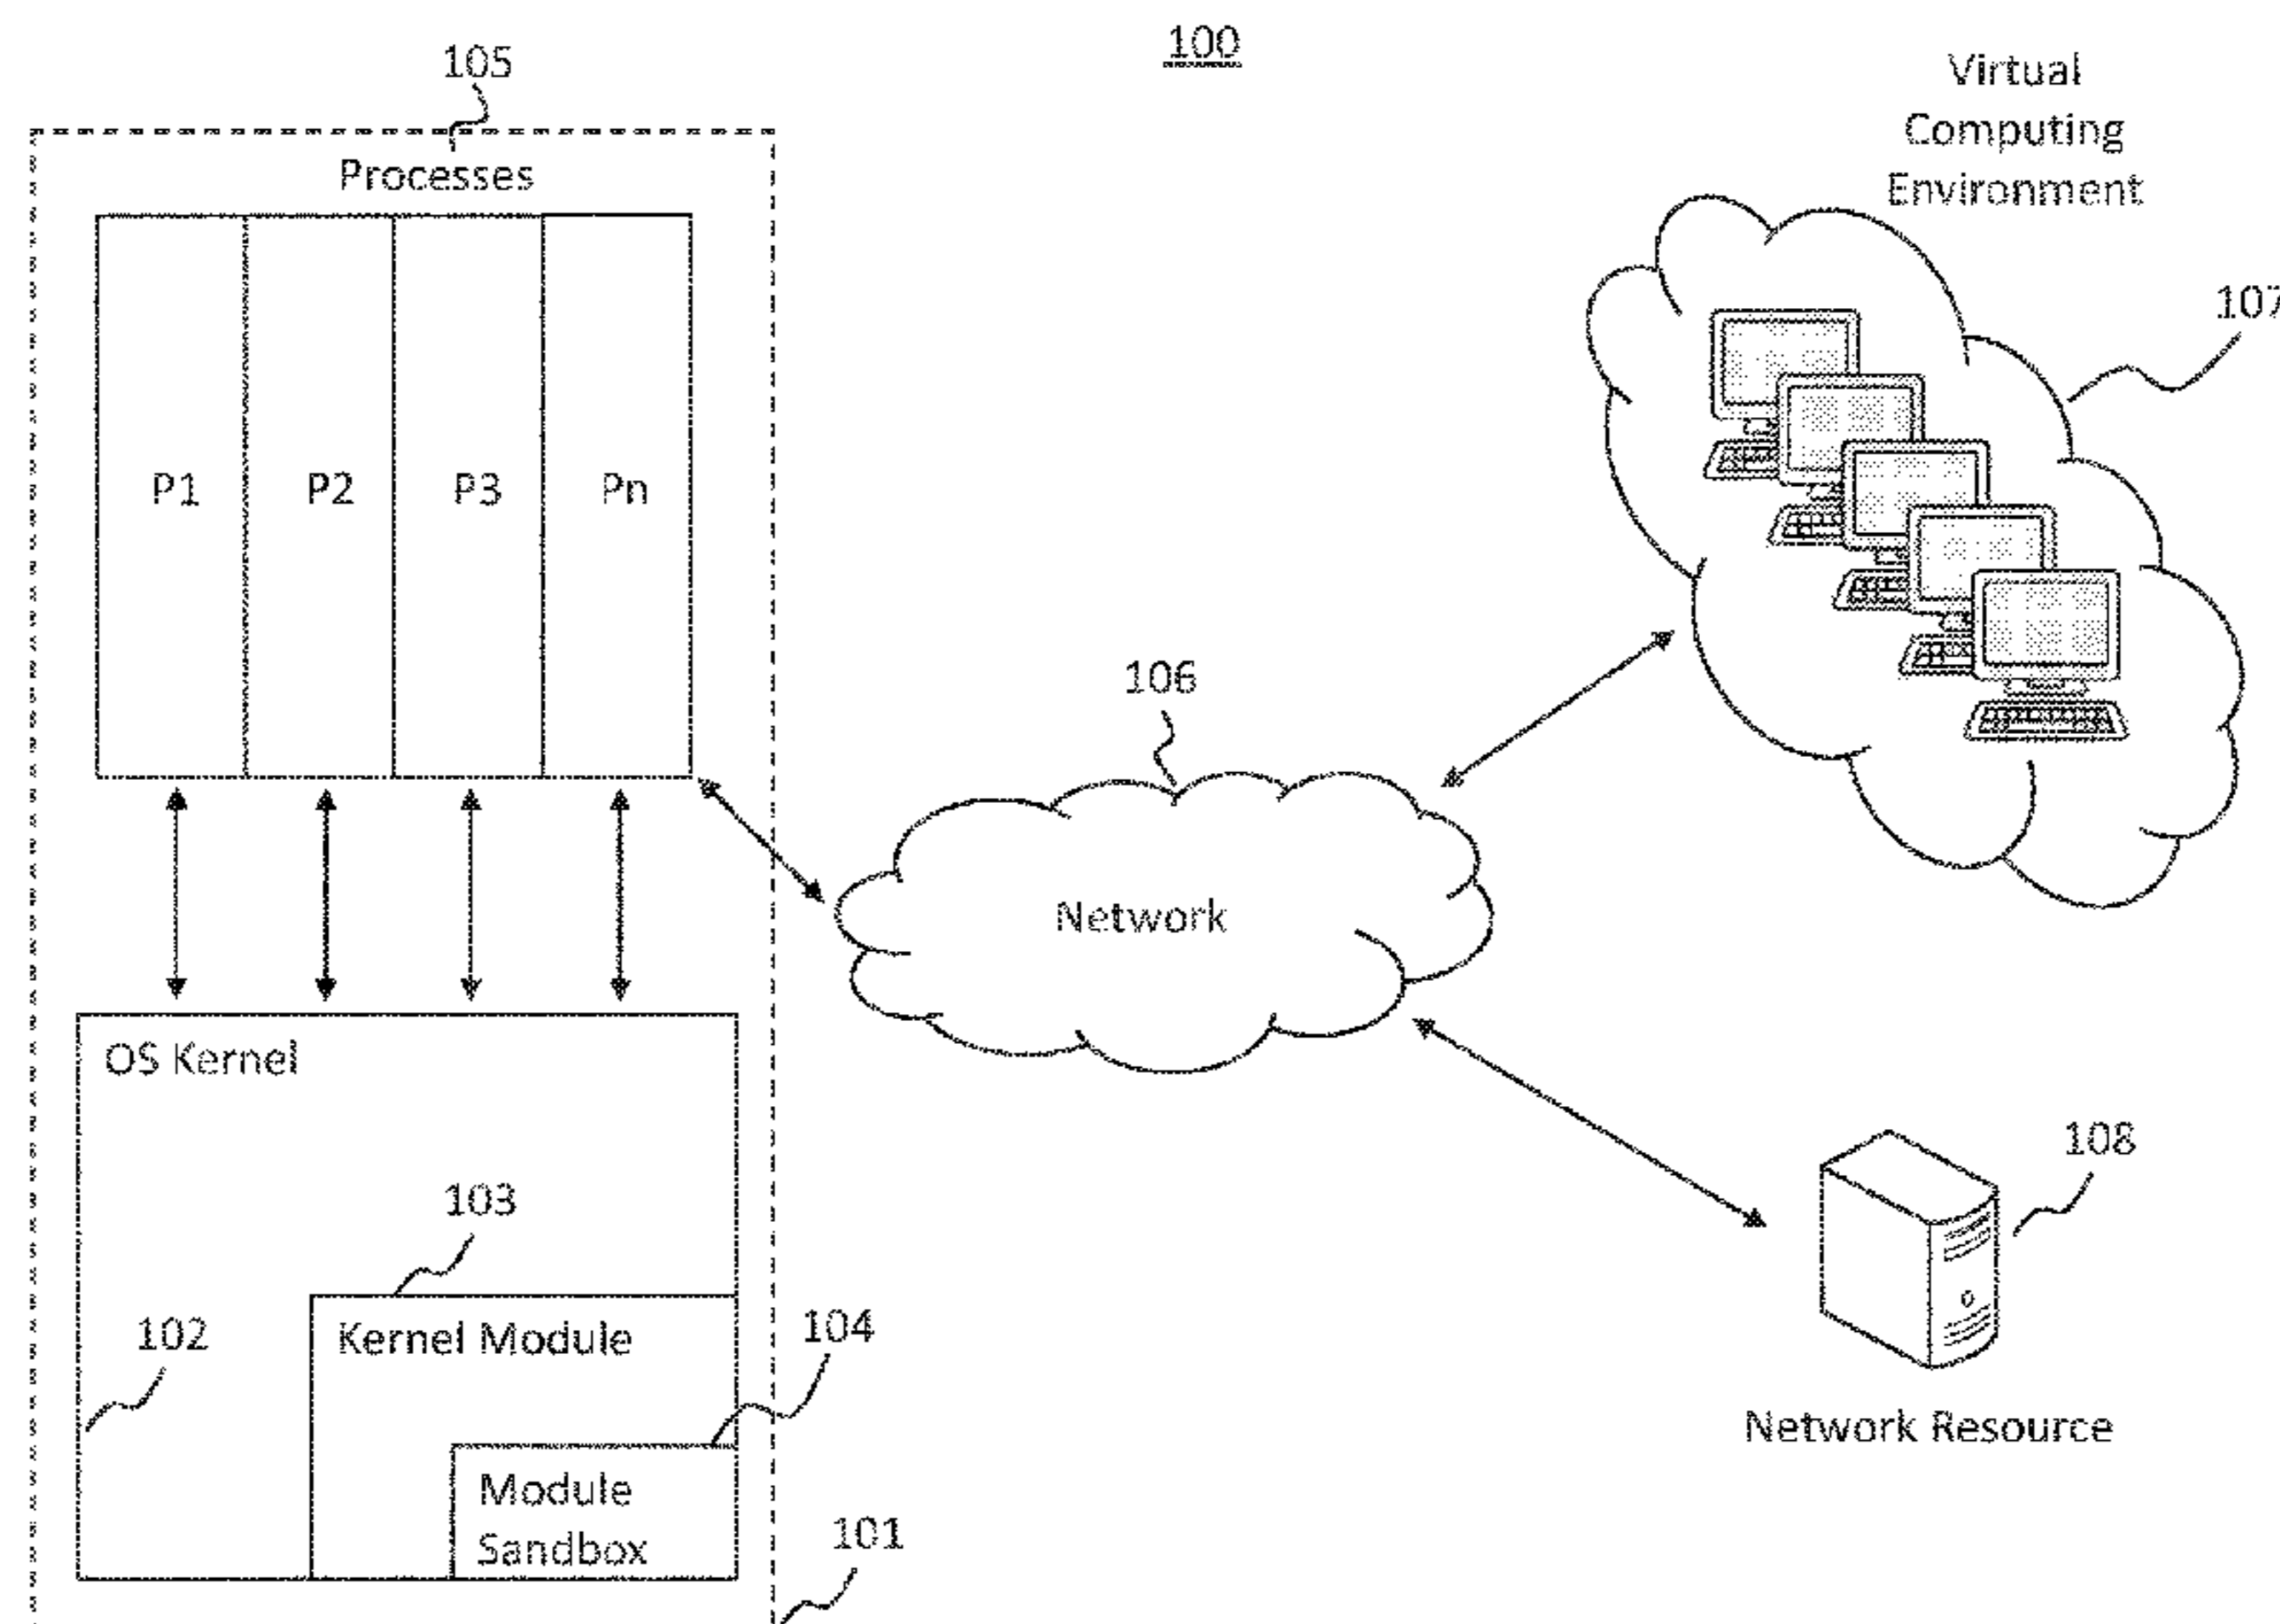 100
105
Processes
P1 P2 P3 Pn
Virtual
Computing
Environment
107
106
Network
OS Kernel
103
102
Kernel Module
104
Module
Sandbox
101
108
Network Resource